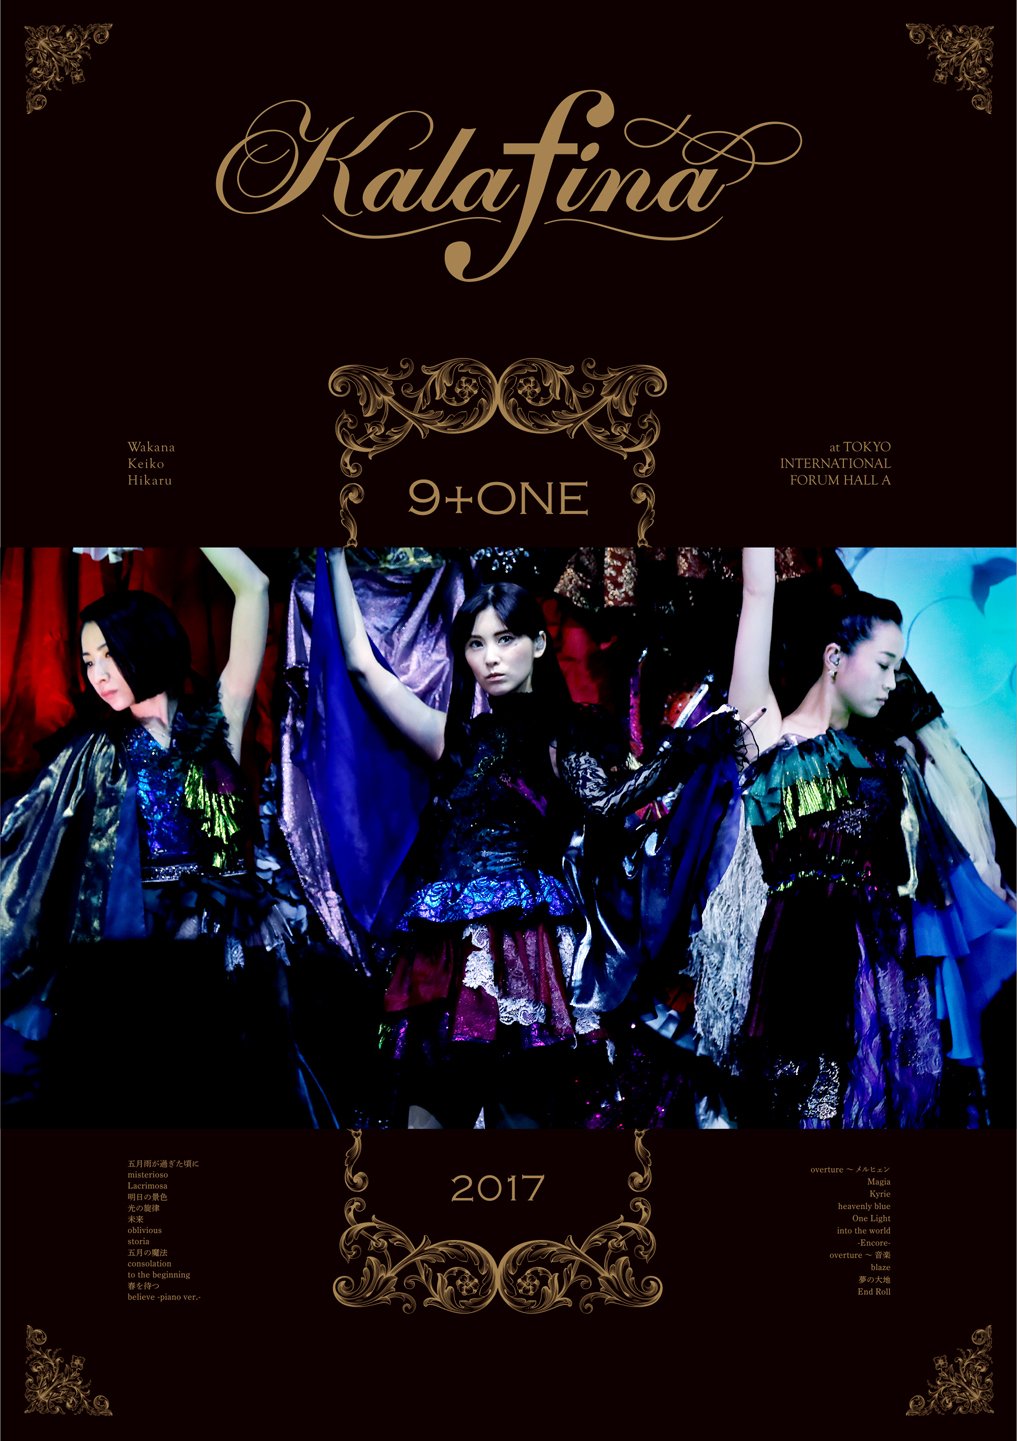 Kalafina
Wakana
Keiko
Hikaru
at TOKYO
INTERNATIONAL
FORUM HALL A
9+ONE
2017
五月雨が過ぎた頃に
misterioso
Lacrimosa
明日の景色
光の旋律
未来
oblivious
storia
五月の魔法
consolation
to the beginning
春を待つ
believe -piano ver.-
overture ～ メルヒェン
Magia
Kyrie
heavenly blue
One Light
into the world
-Encore-
overture ～ 音楽
blaze
夢の大地
End Roll